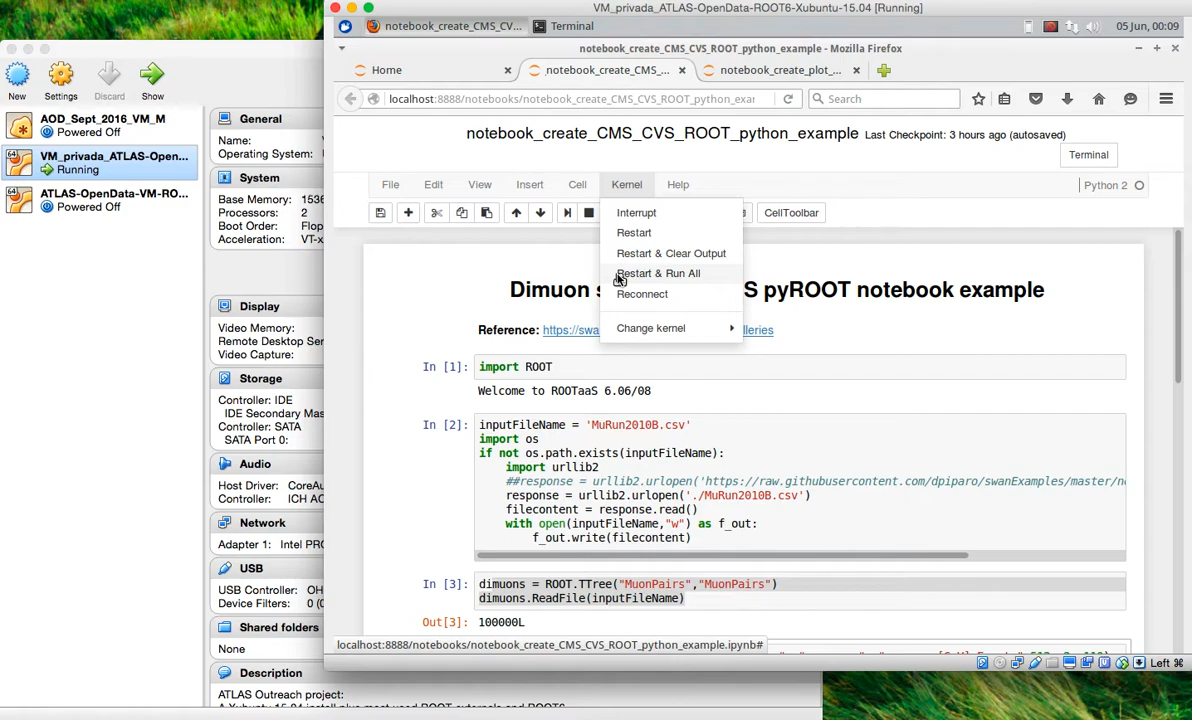 VM_privada_ATLAS-OpenData-ROOT6-Xubuntu-15.04 [Running]
notebook_create_CMS_CV...
Terminal
05 Jun, 00:09
notebook_create_CMS_CVS_ROOT_python_example - Mozilla Firefox
Home
notebook_create_CMS_...
notebook_create_plot_...
localhost:8888/notebooks/notebook_create_CMS_CVS_ROOT_python_exar
Search
New
Settings
Discard
Show
AOD_Sept_2016_VM_M
Powered Off
VM_privada_ATLAS-Open...
Running
ATLAS-OpenData-VM-RO...
Powered Off
General
Name:
Operating System:
System
Base Memory: 1536
Processors: 2
Boot Order: Flop
Acceleration: VT-x
Display
Video Memory:
Remote Desktop Ser
Video Capture:
Storage
Controller: IDE
IDE Secondary Mas
Controller: SATA
SATA Port 0:
Audio
Host Driver: CoreAu
Controller: ICH AC
Network
Adapter 1: Intel PRO
USB
USB Controller: OH
Device Filters: 0 (0
Shared folders
None
Description
ATLAS Outreach project:
notebook_create_CMS_CVS_ROOT_python_example Last Checkpoint: 3 hours ago (autosaved)
Terminal
File Edit View Insert Cell Kernel Help
Python 2
CellToolbar
Interrupt
Restart
Restart & Clear Output
Restart & Run All
Reconnect
Change kernel
Dimuon s S pyROOT notebook example
Reference: https://swa lleries
In [1]: import ROOT
Welcome to ROOTaaS 6.06/08
In [2]: inputFileName = 'MuRun2010B.csv'
import os
if not os.path.exists(inputFileName):
import urllib2
##response = urllib2.urlopen('https://raw.githubusercontent.com/dpiparo/swanExamples/master/n
response = urllib2.urlopen('./MuRun2010B.csv')
filecontent = response.read()
with open(inputFileName,"w") as f_out:
f_out.write(filecontent)
In [3]: dimuons = ROOT.TTree("MuonPairs","MuonPairs")
dimuons.ReadFile(inputFileName)
Out[3]: 100000L
localhost:8888/notebooks/notebook_create_CMS_CVS_ROOT_python_example.ipynb#
Left ⌘